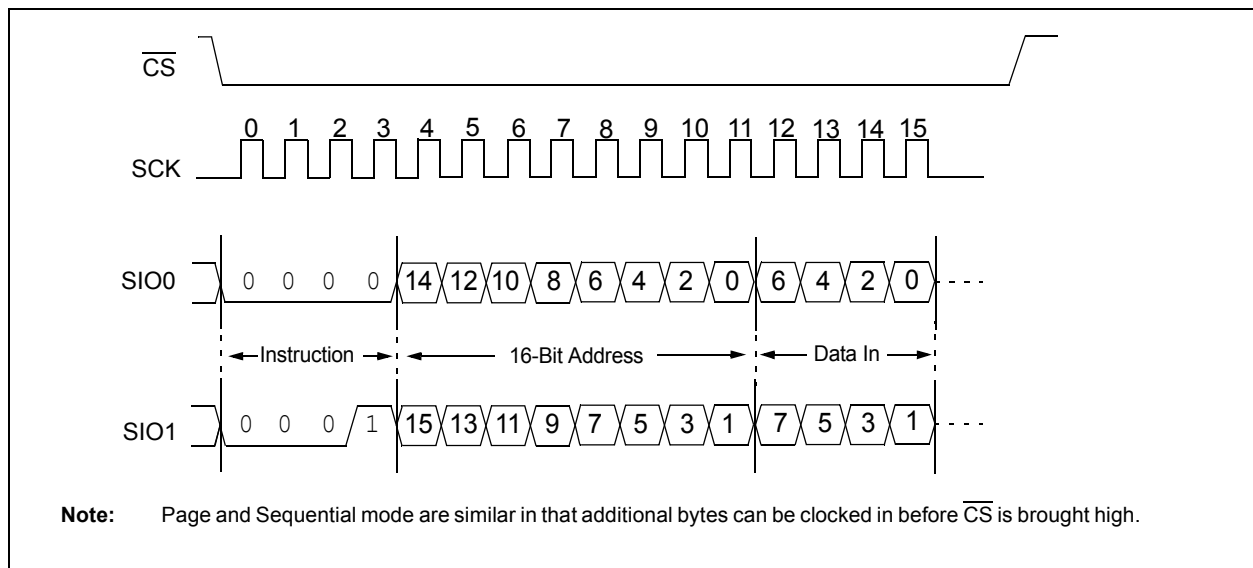 CS
0 1 2 3 4 5 6 7 8 9 10 11 12 13 14 15
SCK
SIO0 0 0 0 0 14 12 10 8 6 4 2 0 6 4 2 0
Instruction 16-Bit Address Data In
SIO1 0 0 0 1 15 13 11 9 7 5 3 1 7 5 3 1
Note: Page and Sequential mode are similar in that additional bytes can be clocked in before CS is brought high.